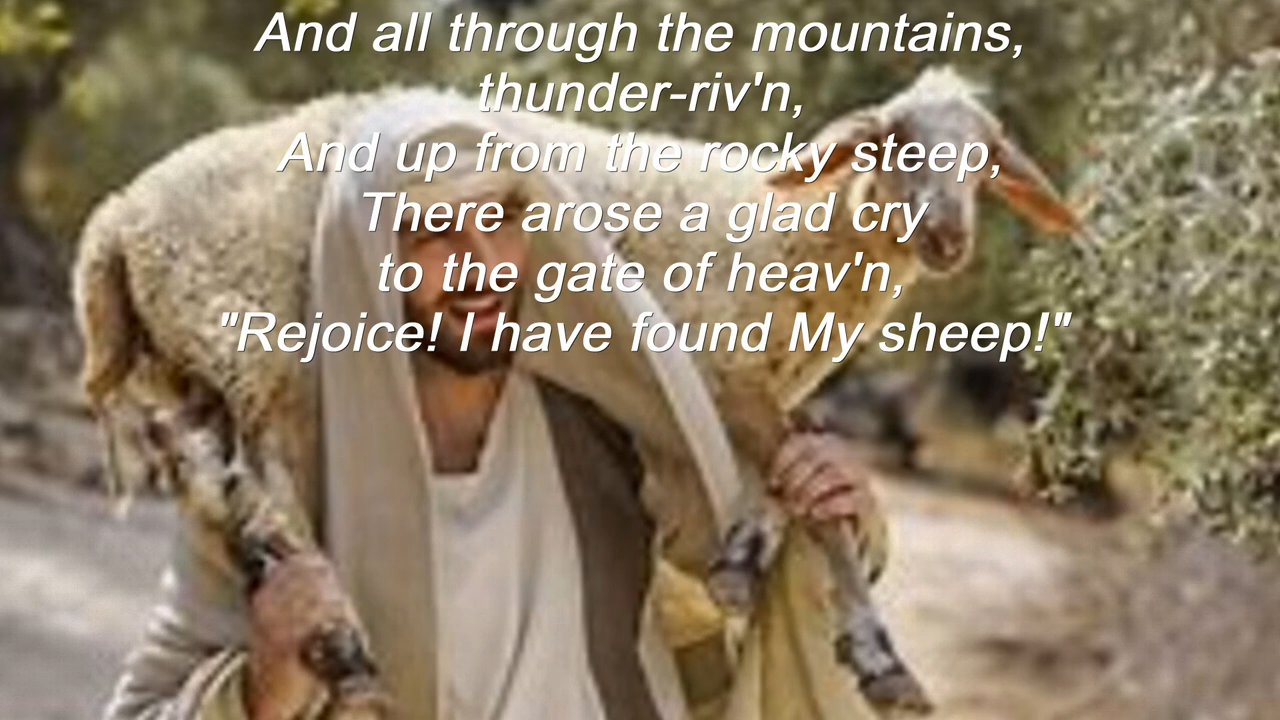 And all through the mountains,
thunder-riv'n,
And up from the rocky steep,
There arose a glad cry
to the gate of heav'n,
"Rejoice! I have found My sheep!"